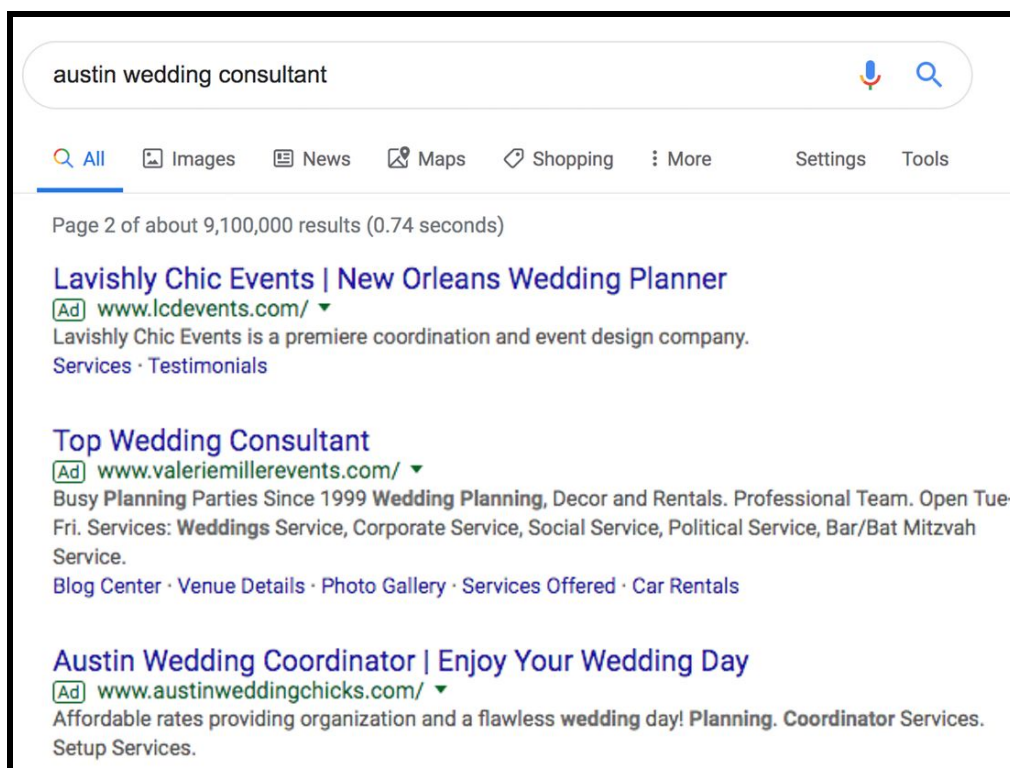 austin wedding consultant
All Images News Maps Shopping More Settings Tools
Page 2 of about 9,100,000 results (0.74 seconds)
Lavishly Chic Events | New Orleans Wedding Planner
Ad www.lcdevents.com/
Lavishly Chic Events is a premiere coordination and event design company.
Services · Testimonials
Top Wedding Consultant
Ad www.valeriemillerevents.com/
Busy Planning Parties Since 1999 Wedding Planning, Decor and Rentals. Professional Team. Open Tue-
Fri. Services: Weddings Service, Corporate Service, Social Service, Political Service, Bar/Bat Mitzvah
Service.
Blog Center · Venue Details · Photo Gallery · Services Offered · Car Rentals
Austin Wedding Coordinator | Enjoy Your Wedding Day
Ad www.austinweddingchicks.com/
Affordable rates providing organization and a flawless wedding day! Planning. Coordinator Services.
Setup Services.